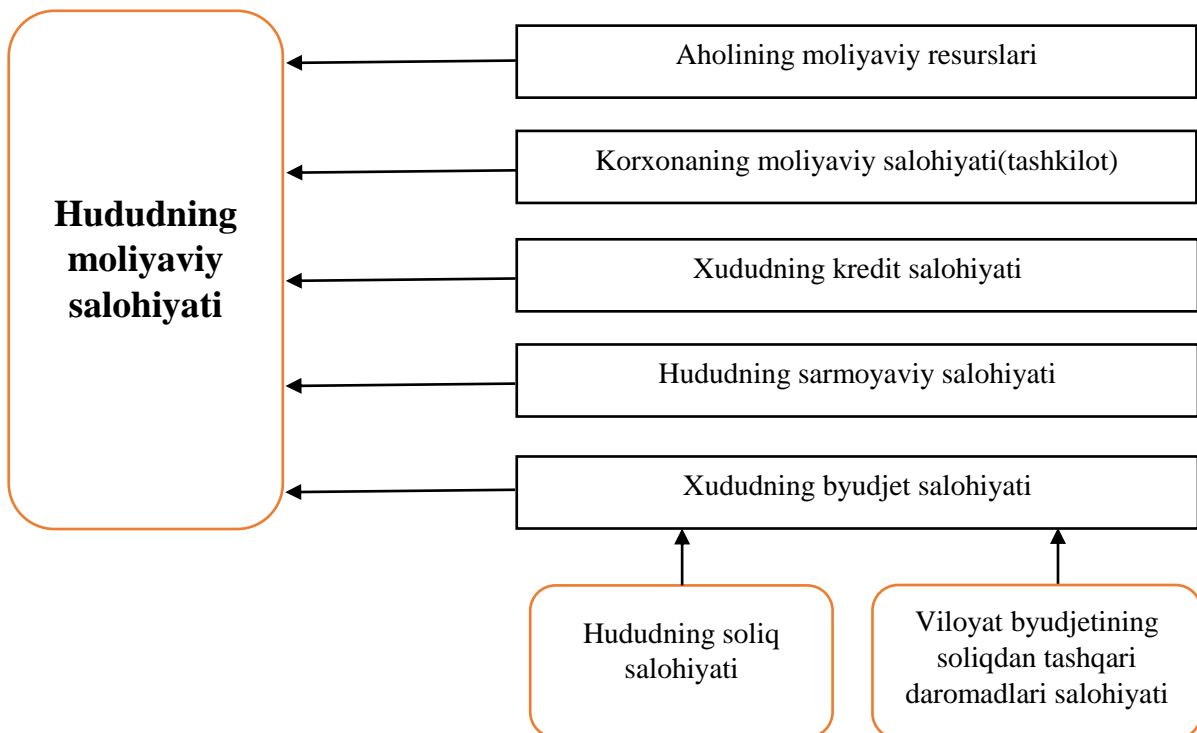 Hududning
moliyaviy
salohiyati
Aholining moliyaviy resurslari
Korxonaning moliyaviy salohiyati(tashkilot)
Xududning kredit salohiyati
Hududning sarmoyaviy salohiyati
Xududning byudjet salohiyati
Hududning soliq
salohiyati
Viloyat byudjetining
soliqdan tashqari
daromadlari salohiyati